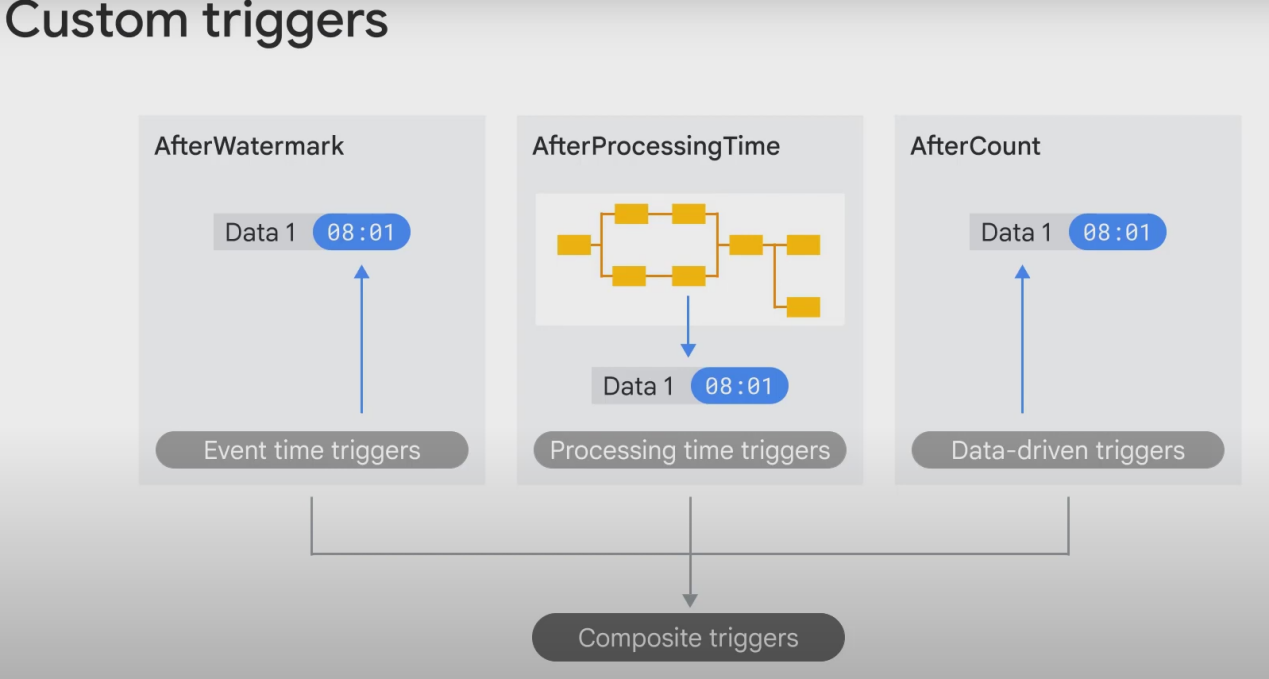 Custom triggers
AfterWatermark
Data 1 08:01
Event time triggers
AfterProcessingTime
Data 1 08:01
Processing time triggers
AfterCount
Data 1 08:01
Data-driven triggers
Composite triggers